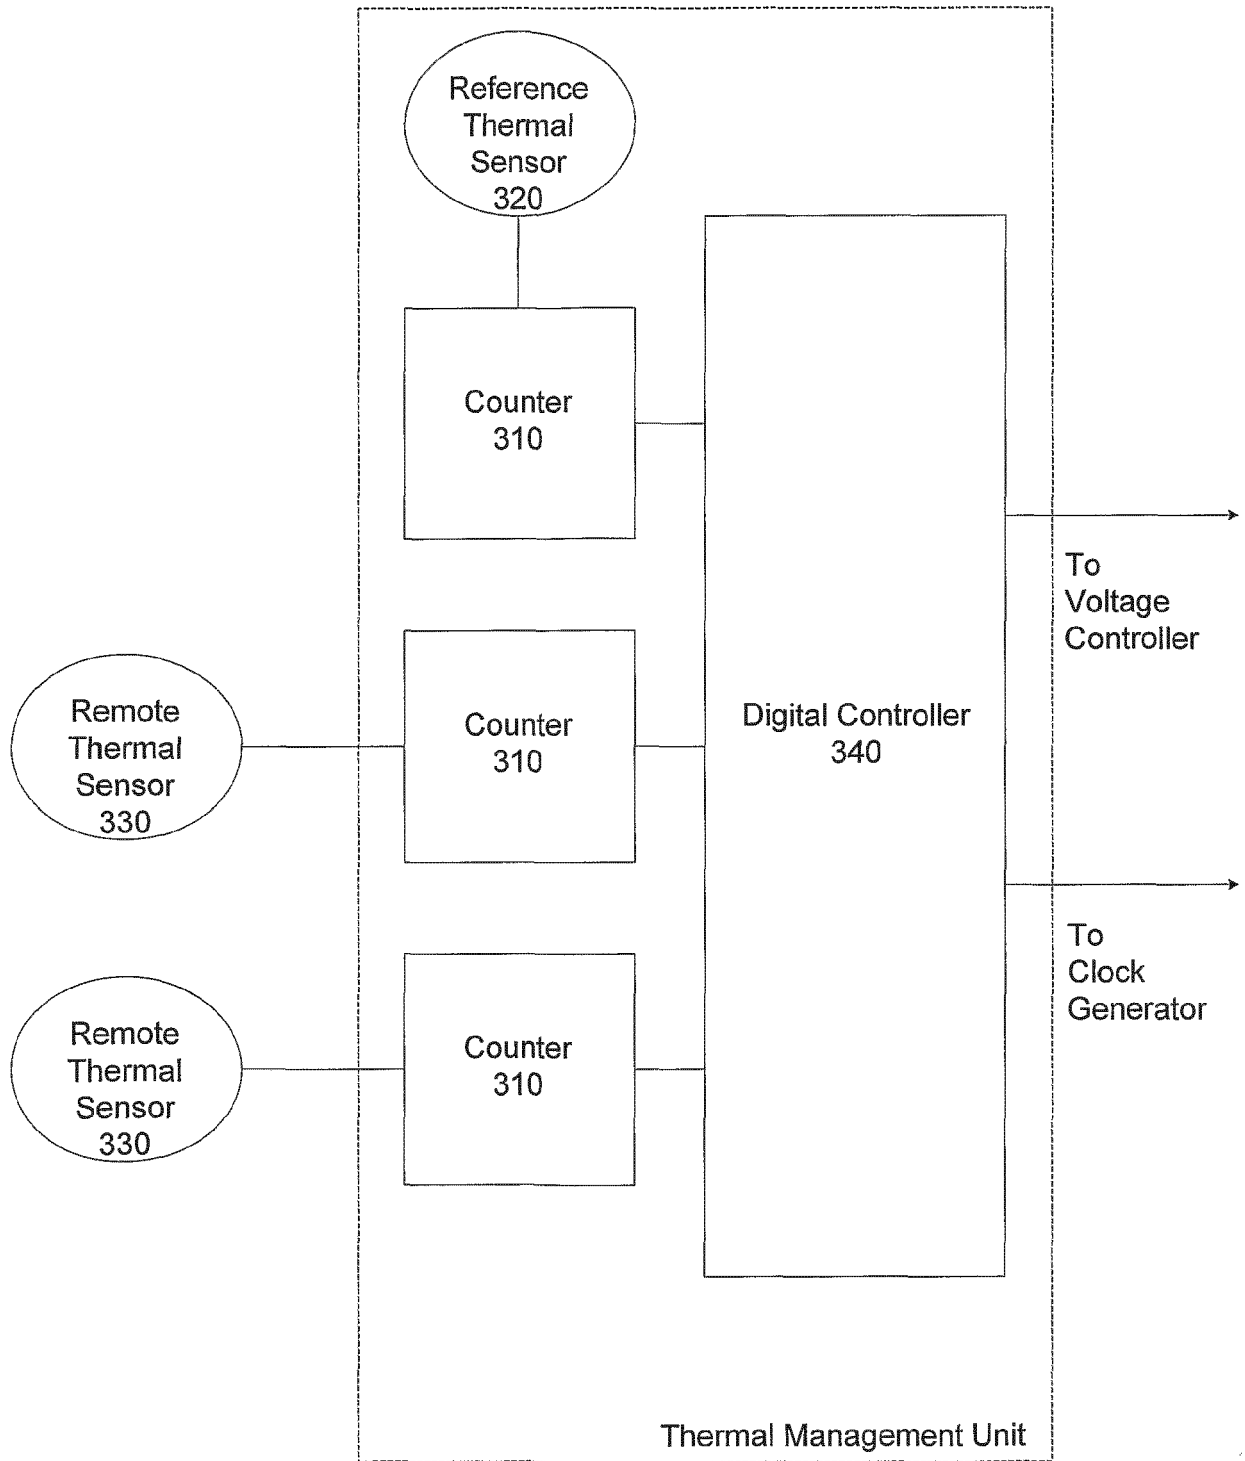 Reference
Thermal
Sensor
320
Counter
310
To
Voltage
Controller
Remote
Thermal
Sensor
330
Counter
310
Digital Controller
340
To
Clock
Generator
Remote
Thermal
Sensor
330
Counter
310
Thermal Management Unit